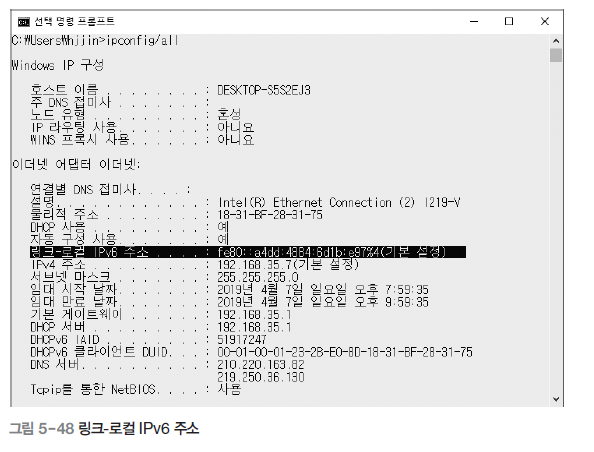 선택 명령 프롬프트
C:\Users\hjjin>ipconfig/all
Windows IP 구성
호스트 이름 . . . . . . . . : DESKTOP-S5S2EJ3
주 DNS 접미사 . . . . . . . :
노드 유형 . . . . . . . . . : 혼성
IP 라우팅 사용. . . . . . . : 아니요
WINS 프록시 사용. . . . . . : 아니요
이더넷 어댑터 이더넷:
연결별 DNS 접미사. . . . :
설명. . . . . . . . . . . . : Intel(R) Ethernet Connection (2) I219-V
물리적 주소 . . . . . . . . : 18-31-BF-28-31-75
DHCP 사용 . . . . . . . . . : 예
자동 구성 사용. . . . . . . : 예
링크-로컬 IPv6 주소 . . . . : fe80::a4dd:4884:6d1b:e97%4(기본 설정)
IPv4 주소 . . . . . . . . . : 192.168.35.7(기본 설정)
서브넷 마스크 . . . . . . . : 255.255.255.0
임대 시작 날짜. . . . . . . : 2019년 4월 7일 일요일 오후 7:59:35
임대 만료 날짜. . . . . . . : 2019년 4월 7일 일요일 오후 9:59:35
기본 게이트웨이 . . . . . . : 192.168.35.1
DHCP 서버 . . . . . . . . . : 192.168.35.1
DHCPv6 IAID . . . . . . . . : 51917247
DHCPv6 클라이언트 DUID. . . : 00-01-00-01-23-2B-E0-8D-18-31-BF-28-31-75
DNS 서버. . . . . . . . . . : 210.220.163.82
219.250.36.130
Tcpip를 통한 NetBIOS. . . . : 사용
그림 5-48 링크-로컬 IPv6 주소